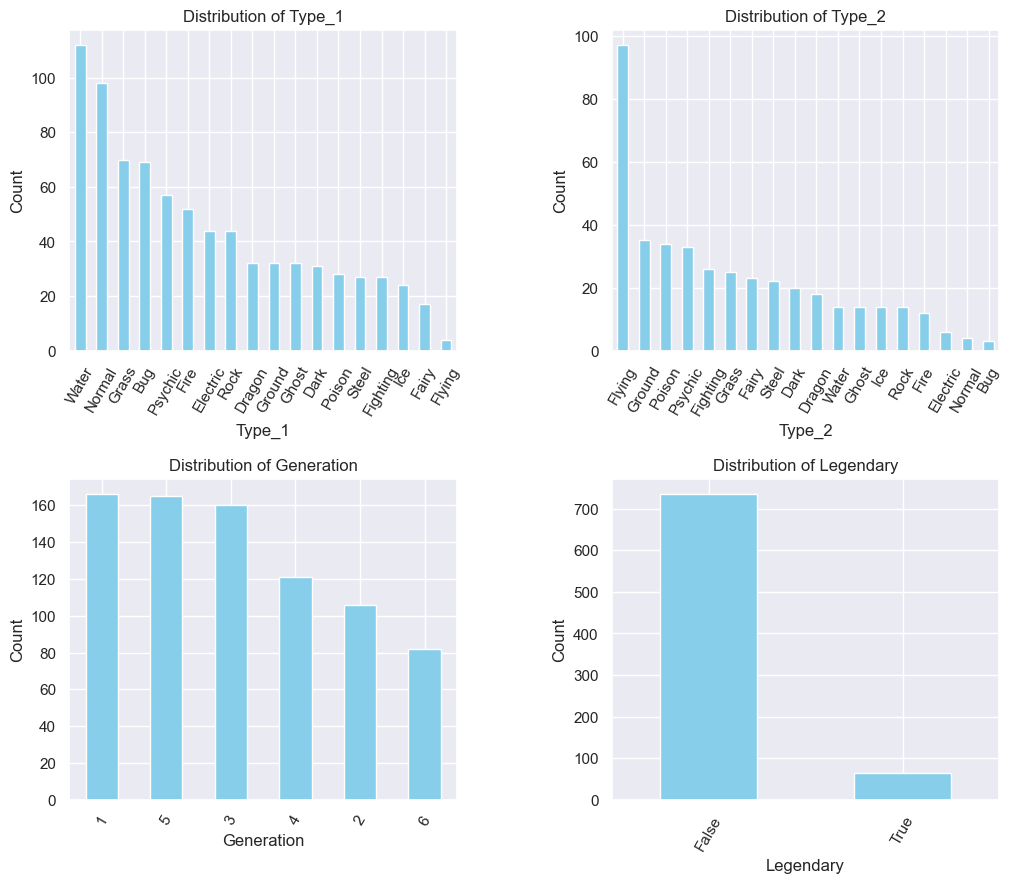 Distribution of Type_1
Count
100
80
60
40
20
0
Water Normal Grass Bug Psychic Fire Electric Rock Dragon Ground Ghost Dark Poison Steel Fighting Ice Fairy Flying
Type_1
Distribution of Type_2
Count
100
80
60
40
20
0
Flying Ground Poison Psychic Fighting Grass Fairy Steel Dark Dragon Water Ghost Ice Rock Fire Electric Normal Bug
Type_2
Distribution of Generation
Count
160
140
120
100
80
60
40
20
0
1 5 3 4 2 6
Generation
Distribution of Legendary
Count
700
600
500
400
300
200
100
0
False True
Legendary